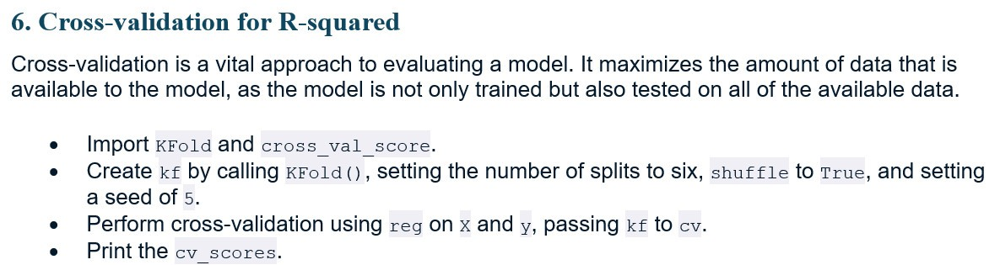 6. Cross-validation for R-squared
Cross-validation is a vital approach to evaluating a model. It maximizes the amount of data that is
available to the model, as the model is not only trained but also tested on all of the available data.
• Import KFold and cross_val_score.
• Create kf by calling KFold(), setting the number of splits to six, shuffle to True, and setting
a seed of 5.
• Perform cross-validation using reg on X and y, passing kf to cv.
• Print the cv_scores.